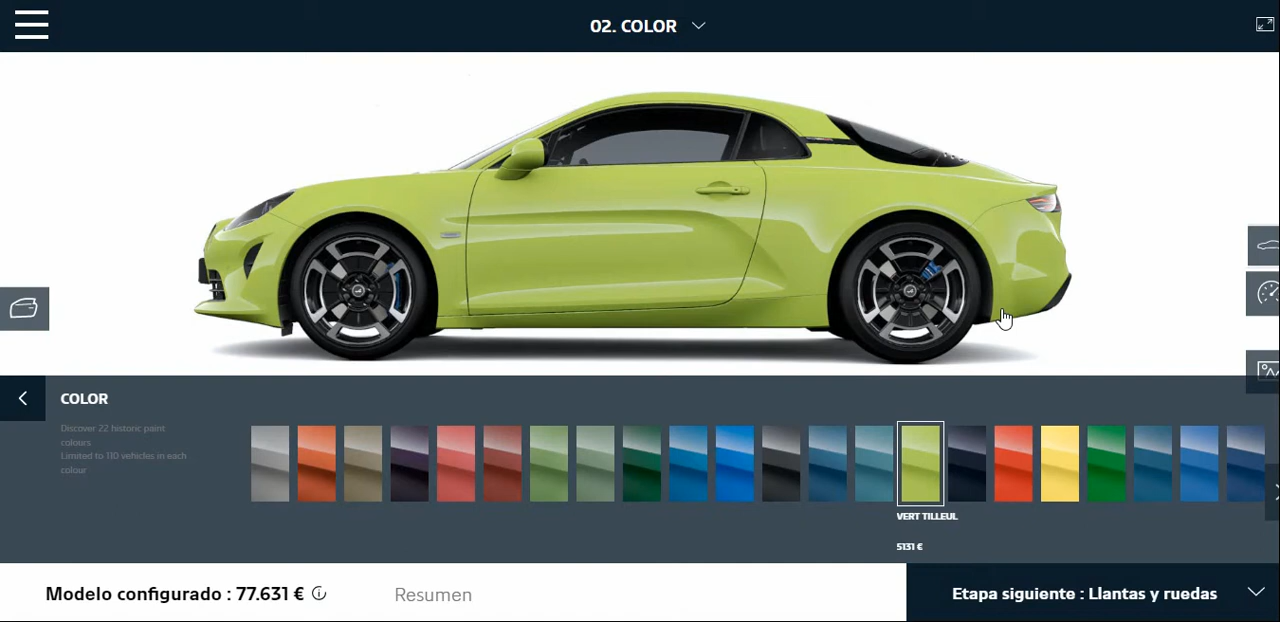 02. COLOR
COLOR
Discover 22 historic paint
colours
Limited to 110 vehicles in each
colour
VERT TILLEUL
5131 €
Modelo configurado : 77.631 €
Resumen
Etapa siguiente : Llantas y ruedas